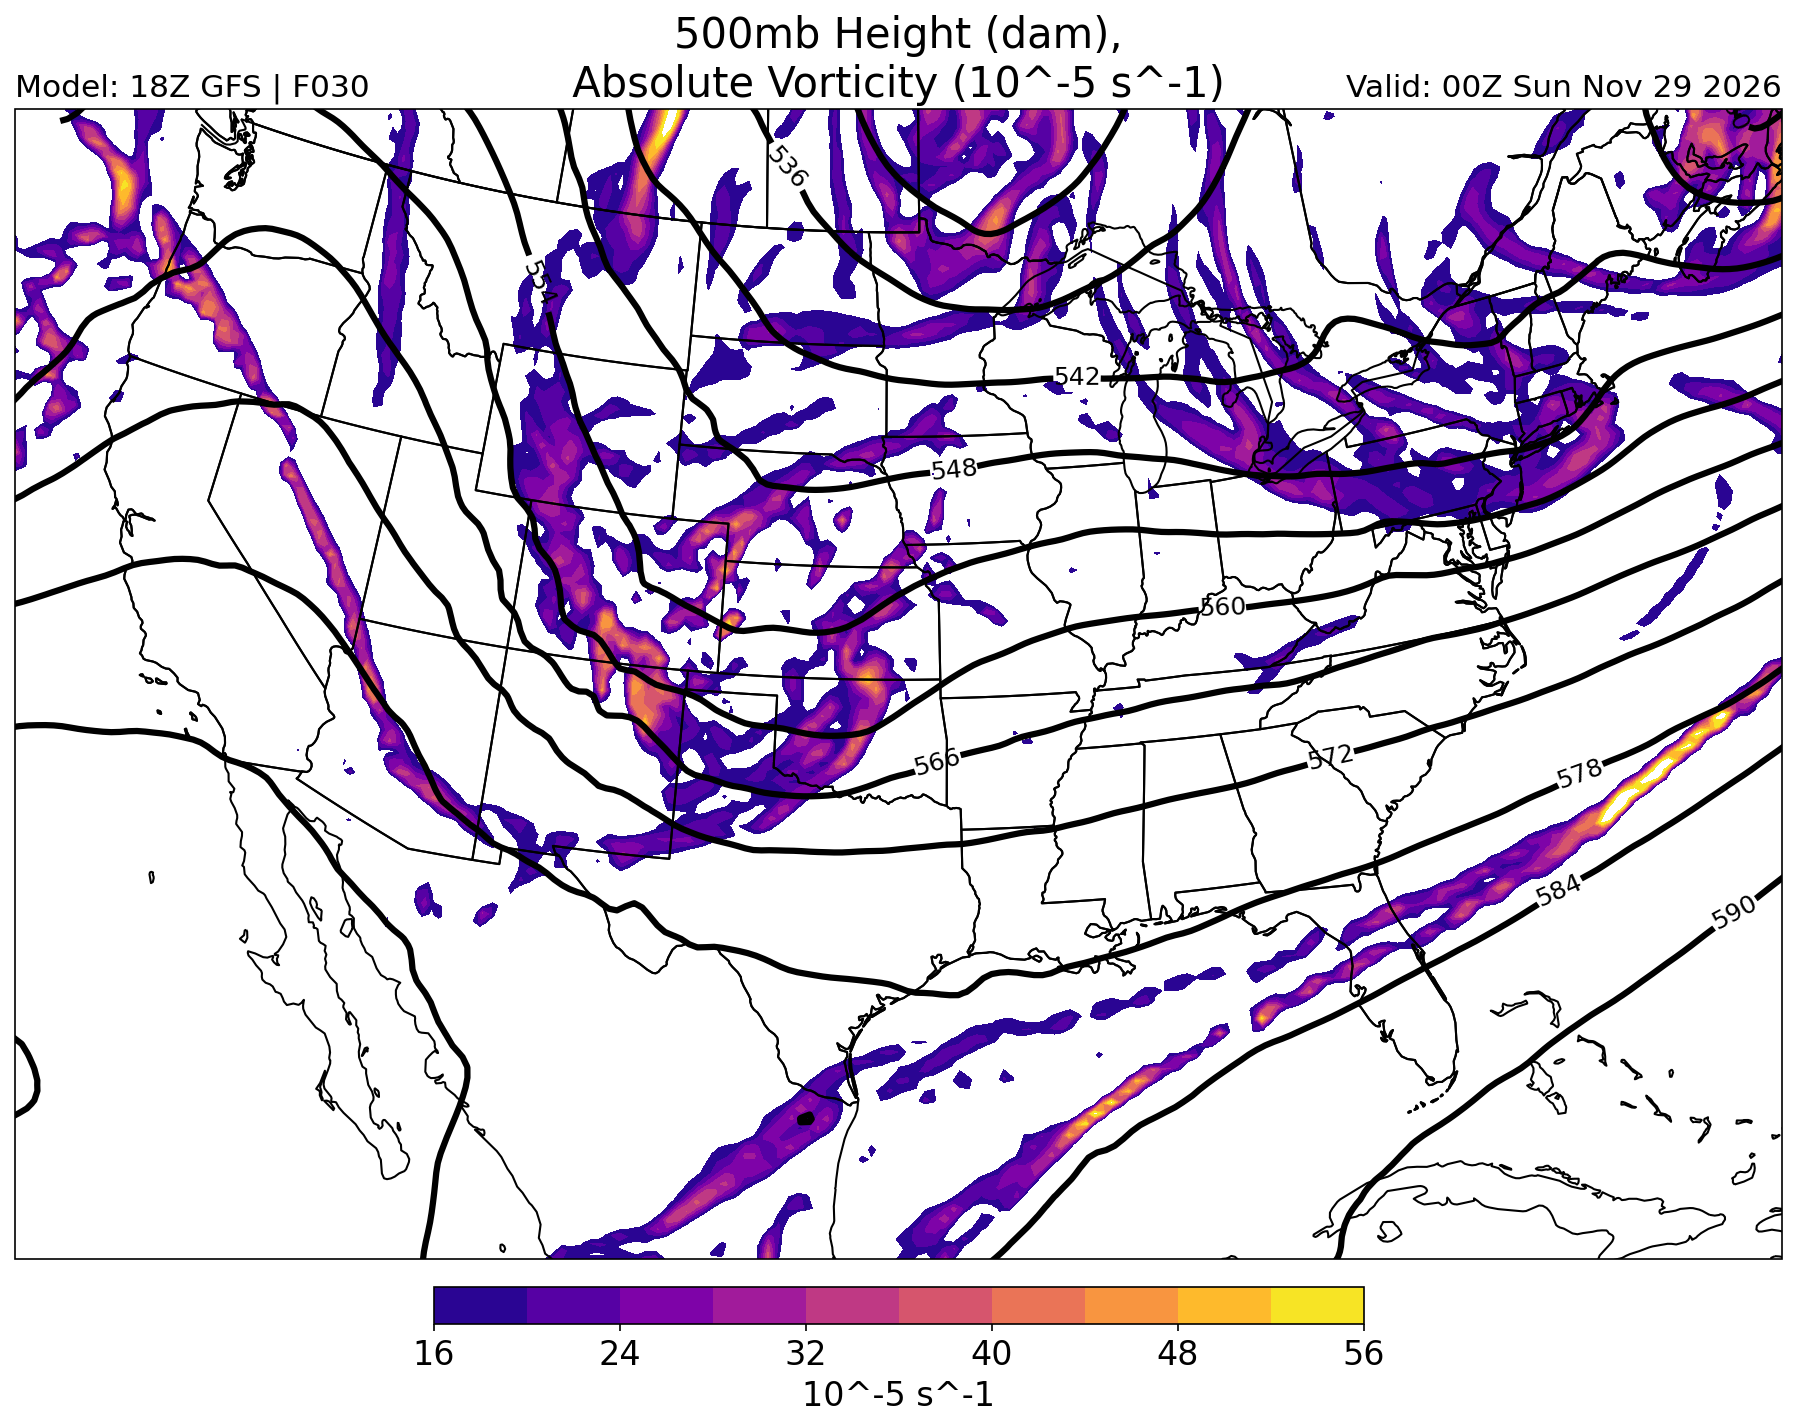 500mb Height (dam),
Absolute Vorticity (10^-5 s^-1)
Model: 18Z GFS | F030
Valid: 00Z Sun Nov 29 2026
536
554
542
548
560
566
572
578
584
590
16 24 32 40 48 56
10^-5 s^-1